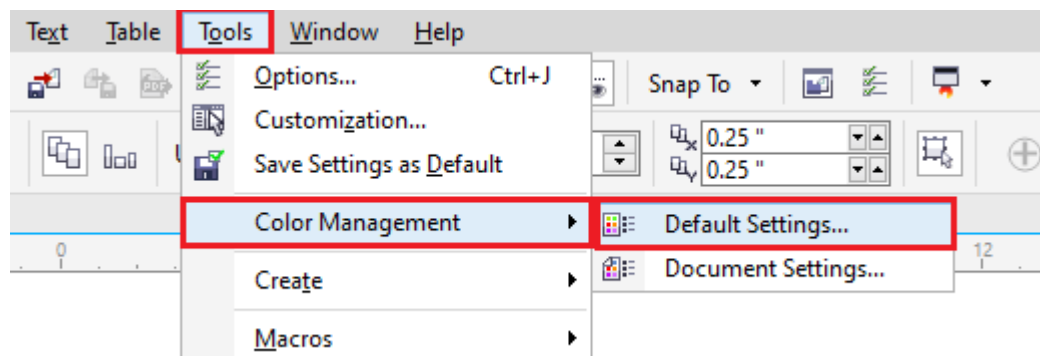 Text Table Tools Window Help
Options... Ctrl+J
Snap To
Customization...
0.25 "
Save Settings as Default
0.25 "
Color Management
Default Settings...
0
12
Document Settings...
Create
Macros